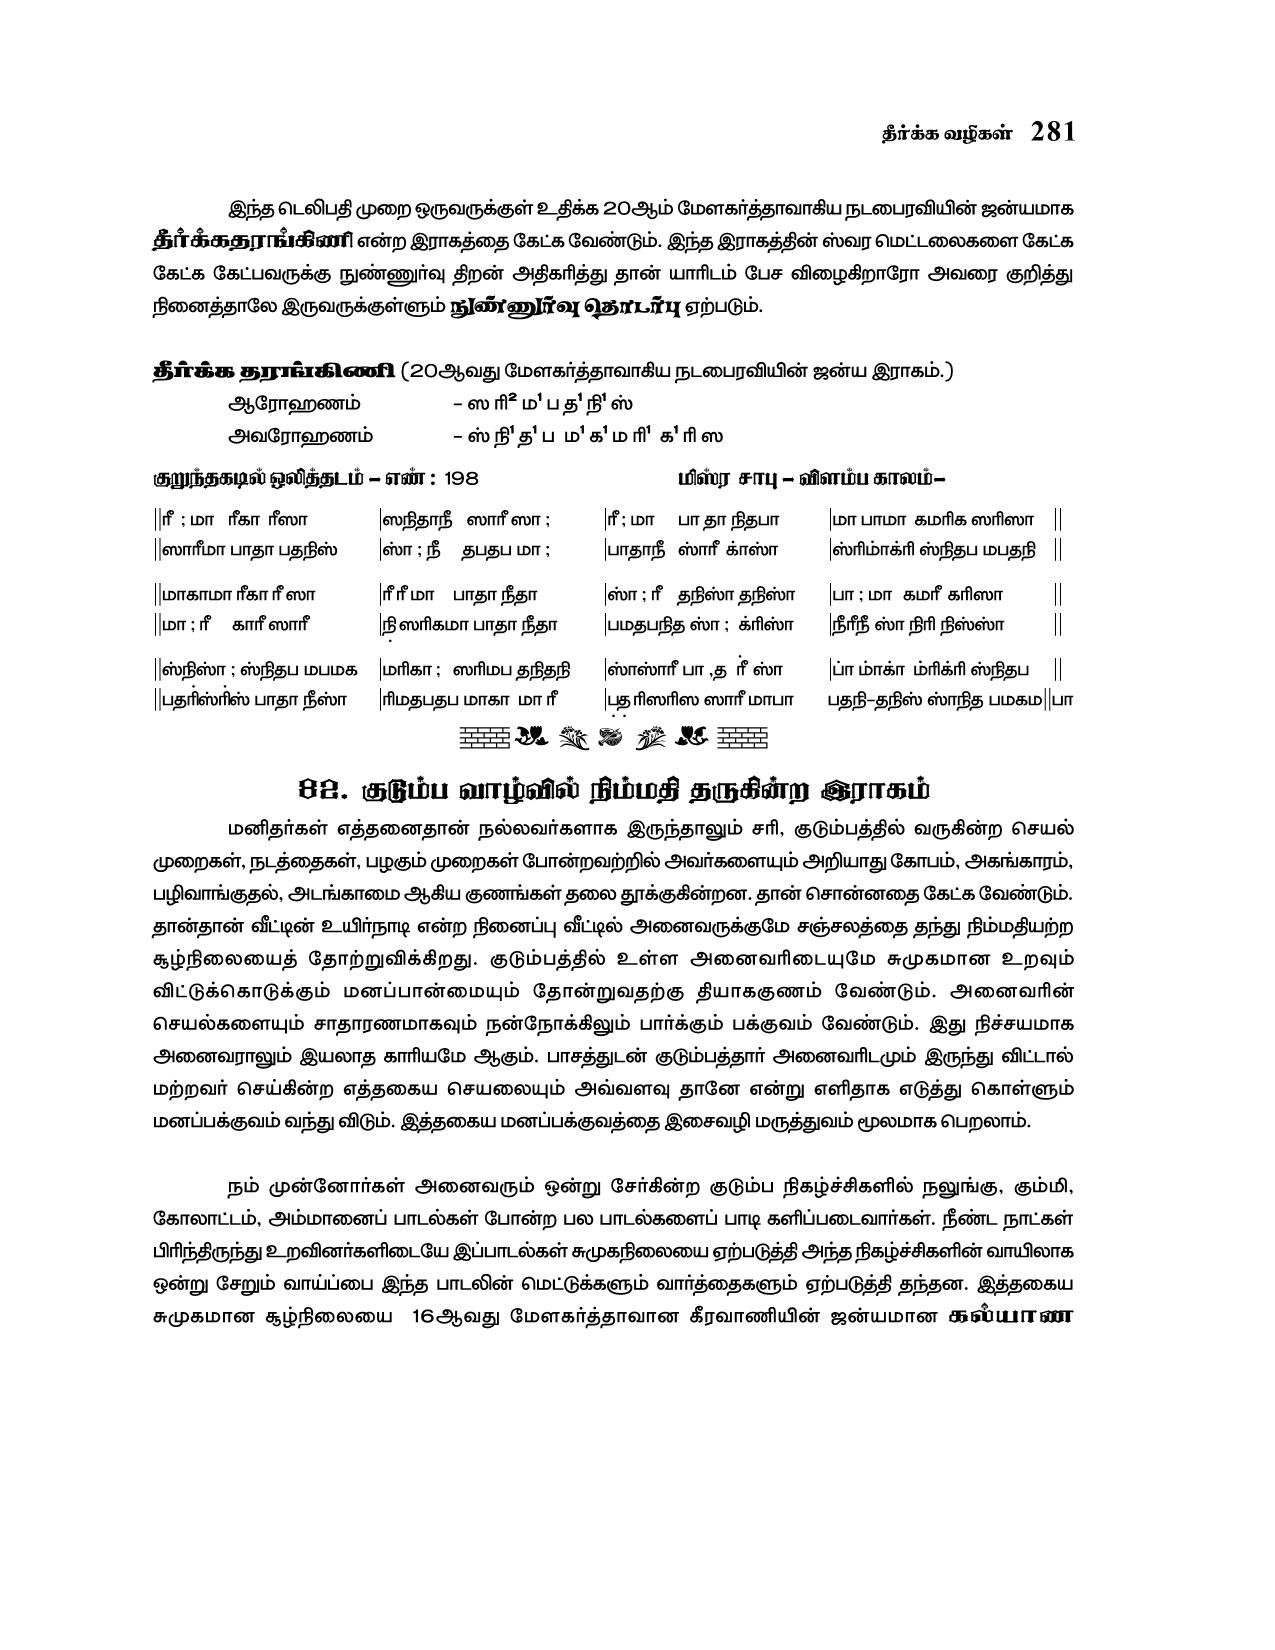 தீர்க்க வழிகள் 281
இந்த டெலிபதி முறை ஒருவருக்குள் உதிக்க 20ஆம் மேளகர்த்தாவாகிய நடபைரவியின் ஜன்யமாக
தீர்க்கதரங்கிணி என்ற இராகத்தை கேட்க வேண்டும். இந்த இராகத்தின் ஸ்வர மெட்டலைகளை கேட்க
கேட்க கேட்பவருக்கு நுண்ணுர்வு திறன் அதிகரித்து தான் யாரிடம் பேச விழைகிறாரோ அவரை குறித்து
நினைத்தாலே இருவருக்குள்ளும் நுண்ணுர்வு தொடர்பு ஏற்படும்.
தீர்க்க தரங்கிணி (20ஆவது மேளகர்த்தாவாகிய நடபைரவியின் ஜன்ய இராகம்.)
ஆரோஹணம் – ஸ ரி² ம¹ ப த¹ நி¹ ஸ்
அவரோஹணம் – ஸ் நி¹ த¹ ப ம¹ க¹ ம ரி¹ க¹ ரி ஸ
குறுந்தகடில் ஒலித்தடம் – எண் : 198 மிஸ்ர சாபு – விளம்ப காலம்–
||ரீ ; மா ரீகா ரீஸா |ஸநிதாநீ ஸாரீ ஸா ; |ரீ ; மா பா தா நிதபா |மா பாமா கமரிக ஸரிஸா ||
||ஸாரீமா பாதா பதநிஸ் |ஸா ; நீ தபதப மா ; |பாதாநீ ஸ்ாரீ க்ாஸ்ா |ஸ்ரிம்ாக்ரி ஸ்நிதப மபதநி ||
||மாகாமா ரீகா ரீ ஸா |ரீ ரீ மா பாதா நீதா |ஸ்ா ; ரீ தநிஸ்ா தநிஸ்ா |பா ; மா கமரீ கரிஸா ||
||மா ; ரீ காரீ ஸாரீ |நி ஸரிகமா பாதா நீதா |பமதபநித ஸ்ா ; க்ரிஸ்ா |நீரீநீ ஸ்ா நிரி நிஸ்ஸ்ா ||
||ஸ்நிஸ்ா ; ஸ்நிதப மபமக |மரிகா ; ஸரிமப தநிதநி |ஸ்ாஸ்ாரீ பா ,த ரீ ஸ்ா |ப்ா ம்ாக்ா ம்ரிக்ரி ஸ்நிதப ||
||பதரிஸ்ரிஸ் பாதா நீஸ்ா |ரிமதபதப மாகா மா ரீ |பத ரிஸரிஸ ஸாரீ மாபா பதநி–தநிஸ் ஸ்ாநித பமகம||பா
82. குடும்ப வாழ்வில் நிம்மதி தருகின்ற இராகம்
மனிதர்கள் எத்தனைதான் நல்லவர்களாக இருந்தாலும் சரி, குடும்பத்தில் வருகின்ற செயல்
முறைகள், நடத்தைகள், பழகும் முறைகள் போன்றவற்றில் அவர்களையும் அறியாது கோபம், அகங்காரம்,
பழிவாங்குதல், அடங்காமை ஆகிய குணங்கள் தலை தூக்குகின்றன. தான் சொன்னதை கேட்க வேண்டும்.
தான்தான் வீட்டின் உயிர்நாடி என்ற நினைப்பு வீட்டில் அனைவருக்குமே சஞ்சலத்தை தந்து நிம்மதியற்ற
சூழ்நிலையைத் தோற்றுவிக்கிறது. குடும்பத்தில் உள்ள அனைவரிடையுமே சுமுகமான உறவும்
விட்டுக்கொடுக்கும் மனப்பான்மையும் தோன்றுவதற்கு தியாககுணம் வேண்டும். அனைவரின்
செயல்களையும் சாதாரணமாகவும் நன்நோக்கிலும் பார்க்கும் பக்குவம் வேண்டும். இது நிச்சயமாக
அனைவராலும் இயலாத காரியமே ஆகும். பாசத்துடன் குடும்பத்தார் அனைவரிடமும் இருந்து விட்டால்
மற்றவர் செய்கின்ற எத்தகைய செயலையும் அவ்வளவு தானே என்று எளிதாக எடுத்து கொள்ளும்
மனப்பக்குவம் வந்து விடும். இத்தகைய மனப்பக்குவத்தை இசைவழி மருத்துவம் மூலமாக பெறலாம்.
நம் முன்னோர்கள் அனைவரும் ஒன்று சேர்கின்ற குடும்ப நிகழ்ச்சிகளில் நலுங்கு, கும்மி,
கோலாட்டம், அம்மானைப் பாடல்கள் போன்ற பல பாடல்களைப் பாடி களிப்படைவார்கள். நீண்ட நாட்கள்
பிரிந்திருந்து உறவினர்களிடையே இப்பாடல்கள் சுமுகநிலையை ஏற்படுத்தி அந்த நிகழ்ச்சிகளின் வாயிலாக
ஒன்று சேறும் வாய்ப்பை இந்த பாடலின் மெட்டுக்களும் வார்த்தைகளும் ஏற்படுத்தி தந்தன. இத்தகைய
சுமுகமான சூழ்நிலையை 16ஆவது மேளகர்த்தாவான கீரவாணியின் ஜன்யமான கல்யாண